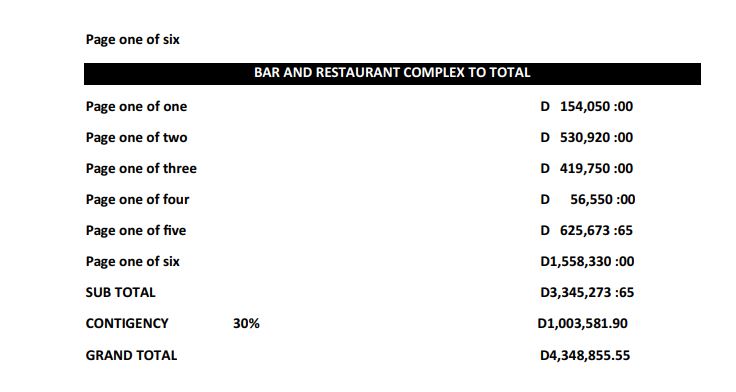 Page one of six
BAR AND RESTAURANT COMPLEX TO TOTAL
Page one of one D 154,050 :00
Page one of two D 530,920 :00
Page one of three D 419,750 :00
Page one of four D 56,550 :00
Page one of five D 625,673 :65
Page one of six D1,558,330 :00
SUB TOTAL D3,345,273 :65
CONTIGENCY 30% D1,003,581.90
GRAND TOTAL D4,348,855.55